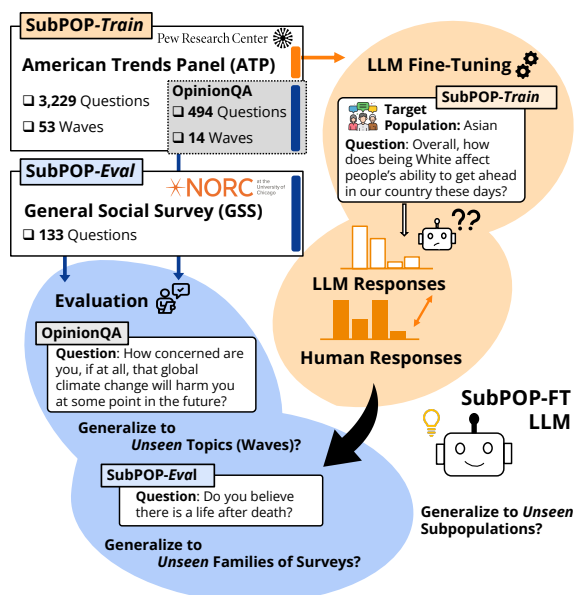 SubPOP-Train
Pew Research Center
American Trends Panel (ATP)
❑ 3,229 Questions
❑ 53 Waves
OpinionQA
❑ 494 Questions
❑ 14 Waves
SubPOP-Eval
NORC at the University of Chicago
General Social Survey (GSS)
❑ 133 Questions
LLM Fine-Tuning
SubPOP-Train
Target
Population: Asian
Question: Overall, how
does being White affect
people's ability to get ahead
in our country these days?
??
LLM Responses
Human Responses
Evaluation
OpinionQA
Question: How concerned are
you, if at all, that global
climate change will harm you
at some point in the future?
Generalize to
Unseen Topics (Waves)?
SubPOP-Eval
Question: Do you believe
there is a life after death?
Generalize to
Unseen Families of Surveys?
SubPOP-FT
LLM
Generalize to Unseen
Subpopulations?